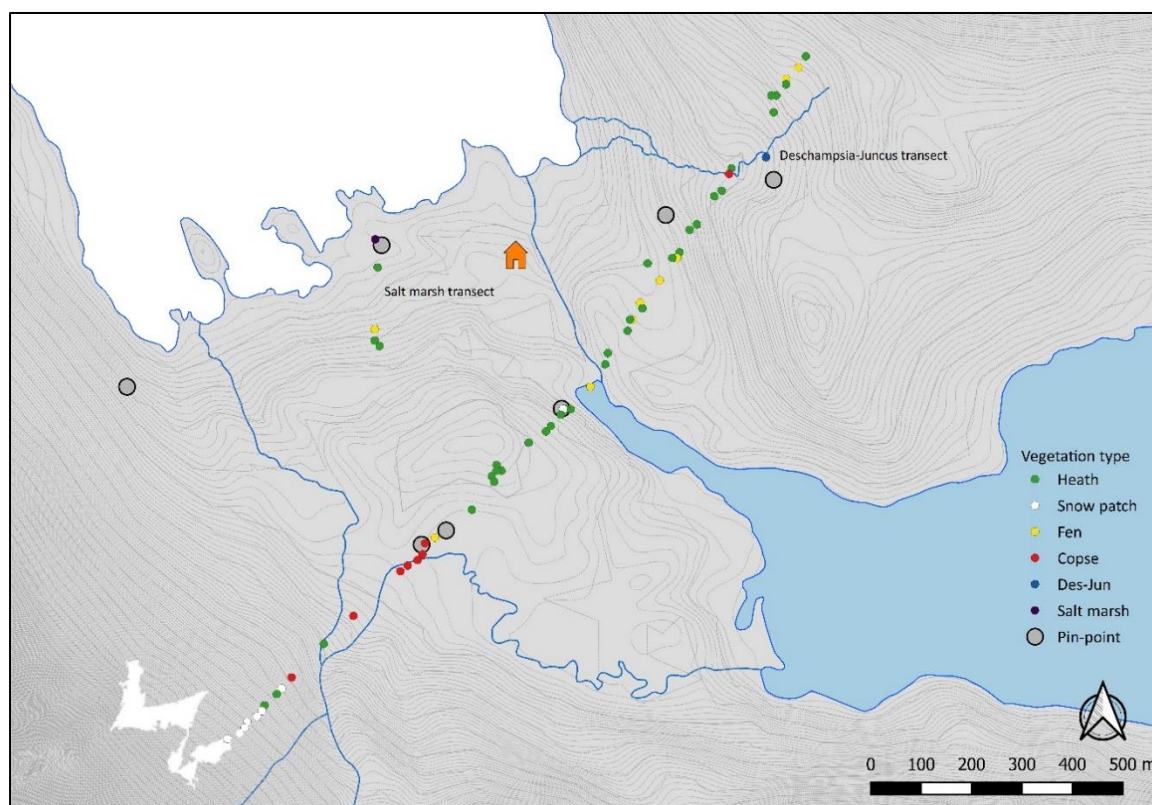 Deschampsia-Juncus transect
Salt marsh transect
Vegetation type
Heath
Snow patch
Fen
Copse
Des-Jun
Salt marsh
Pin-point
0 100 200 300 400 500 m